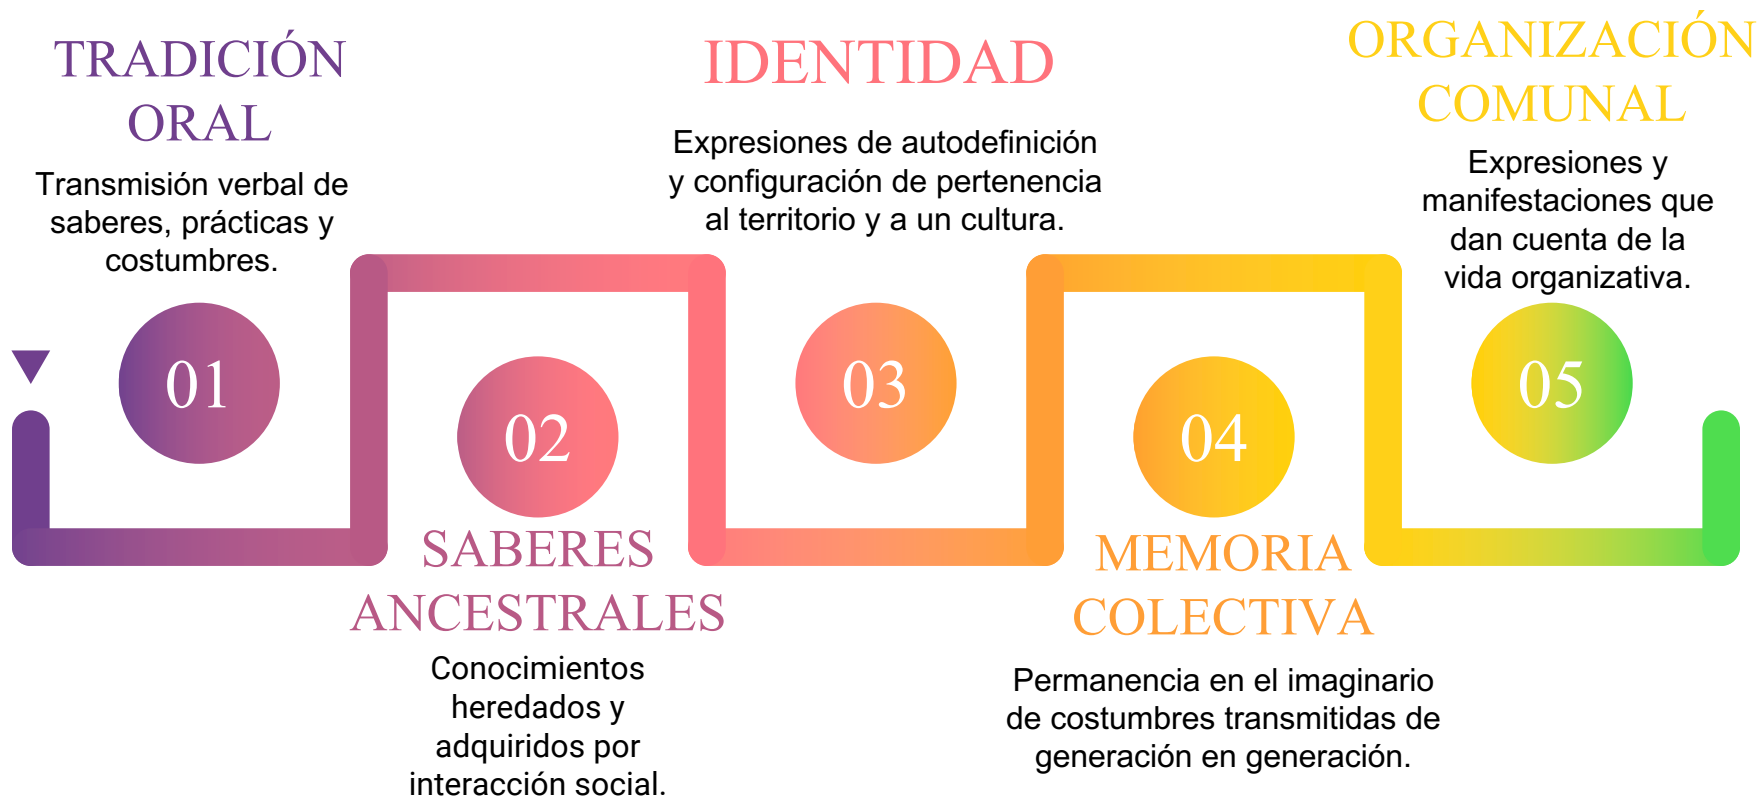 TRADICIÓN
ORAL
Transmisión verbal de
saberes, prácticas y
costumbres.
01
02
SABERES
ANCESTRALES
Conocimientos
heredados y
adquiridos por
interacción social.
IDENTIDAD
Expresiones de autodefinición
y configuración de pertenencia
al territorio y a un cultura.
03
04
MEMORIA
COLECTIVA
Permanencia en el imaginario
de costumbres transmitidas de
generación en generación.
ORGANIZACIÓN
COMUNAL
Expresiones y
manifestaciones que
dan cuenta de la
vida organizativa.
05